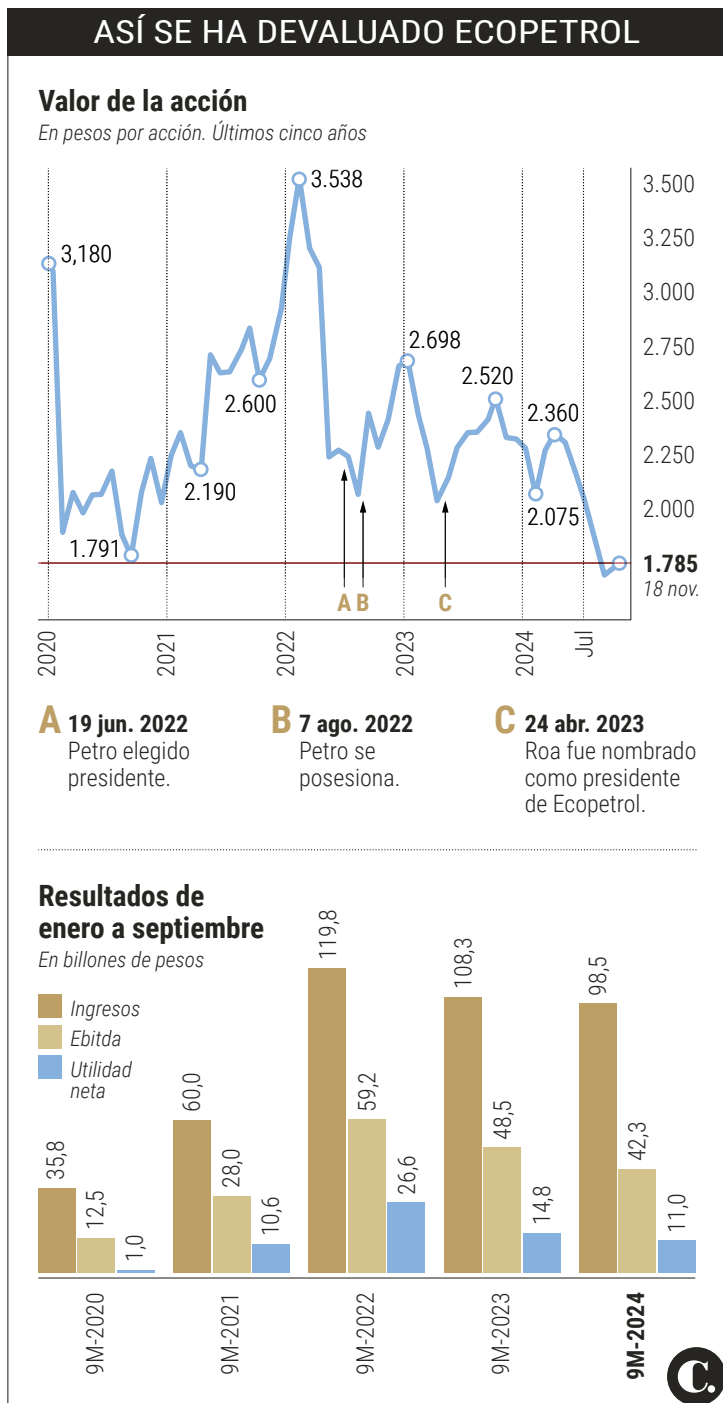 ASÍ SE HA DEVALUADO ECOPETROL
Valor de la acción
En pesos por acción. Últimos cinco años
3.538
3,180
2.698
2.520
2.600
2.360
2.190
2.075
1.791
3.500
3.250
3.000
2.750
2.500
2.250
2.000
1.785
18 nov.
A
B
C
2020
2021
2022
2023
2024
Jul
A 19 jun. 2022
Petro elegido
presidente.
B 7 ago. 2022
Petro se
posesiona.
C 24 abr. 2023
Roa fue nombrado
como presidente
de Ecopetrol.
Resultados de
enero a septiembre
En billones de pesos
Ingresos
Ebitda
Utilidad
neta
35,8
12,5
1,0
60,0
28,0
10,6
119,8
59,2
26,6
108,3
48,5
14,8
98,5
42,3
11,0
9M-2020
9M-2021
9M-2022
9M-2023
9M-2024
C.